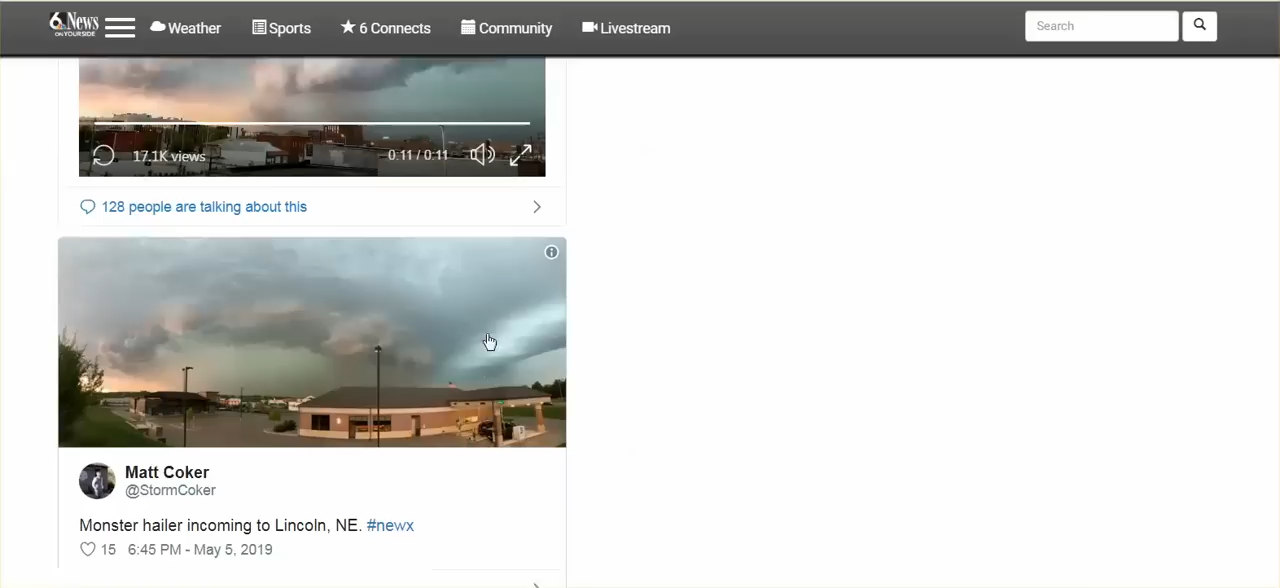 6 News
ON YOUR SIDE
Weather
Sports
6 Connects
Community
Livestream
Search
17.1K views
0:11 / 0:11
128 people are talking about this
Matt Coker
@StormCoker
Monster hailer incoming to Lincoln, NE. #newx
15 6:45 PM - May 5, 2019